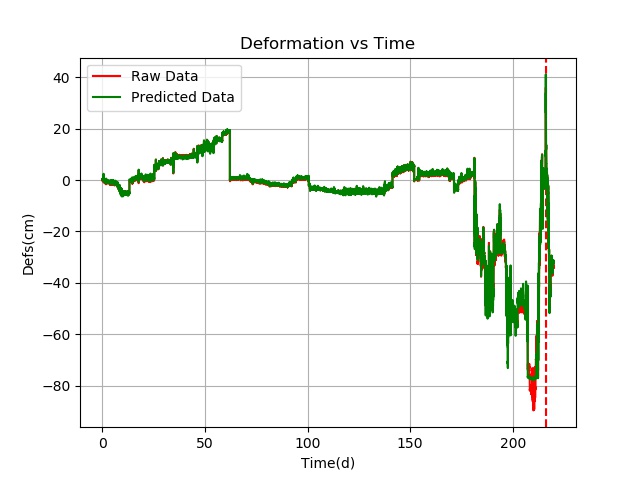 Deformation vs Time
Raw Data
Predicted Data
Defs(cm)
40
20
0
−20
−40
−60
−80
0 50 100 150 200
Time(d)